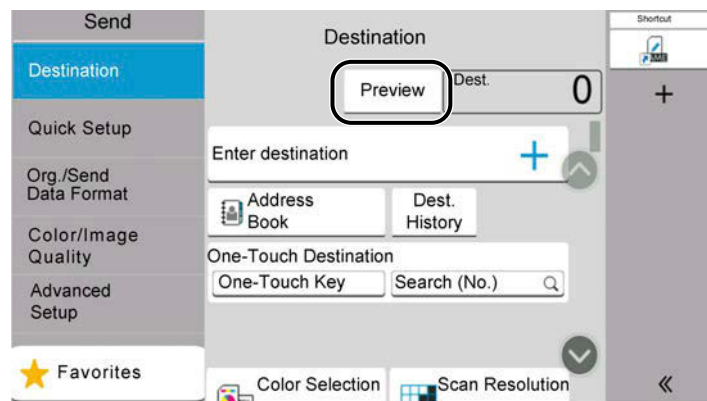 Send
Destination
Quick Setup
Org./Send
Data Format
Color/Image
Quality
Advanced
Setup
Favorites
Destination
Preview
Dest.
0
Enter destination
Address
Book
Dest.
History
One-Touch Destination
One-Touch Key
Search (No.)
Color Selection
Scan Resolution
Shortcut